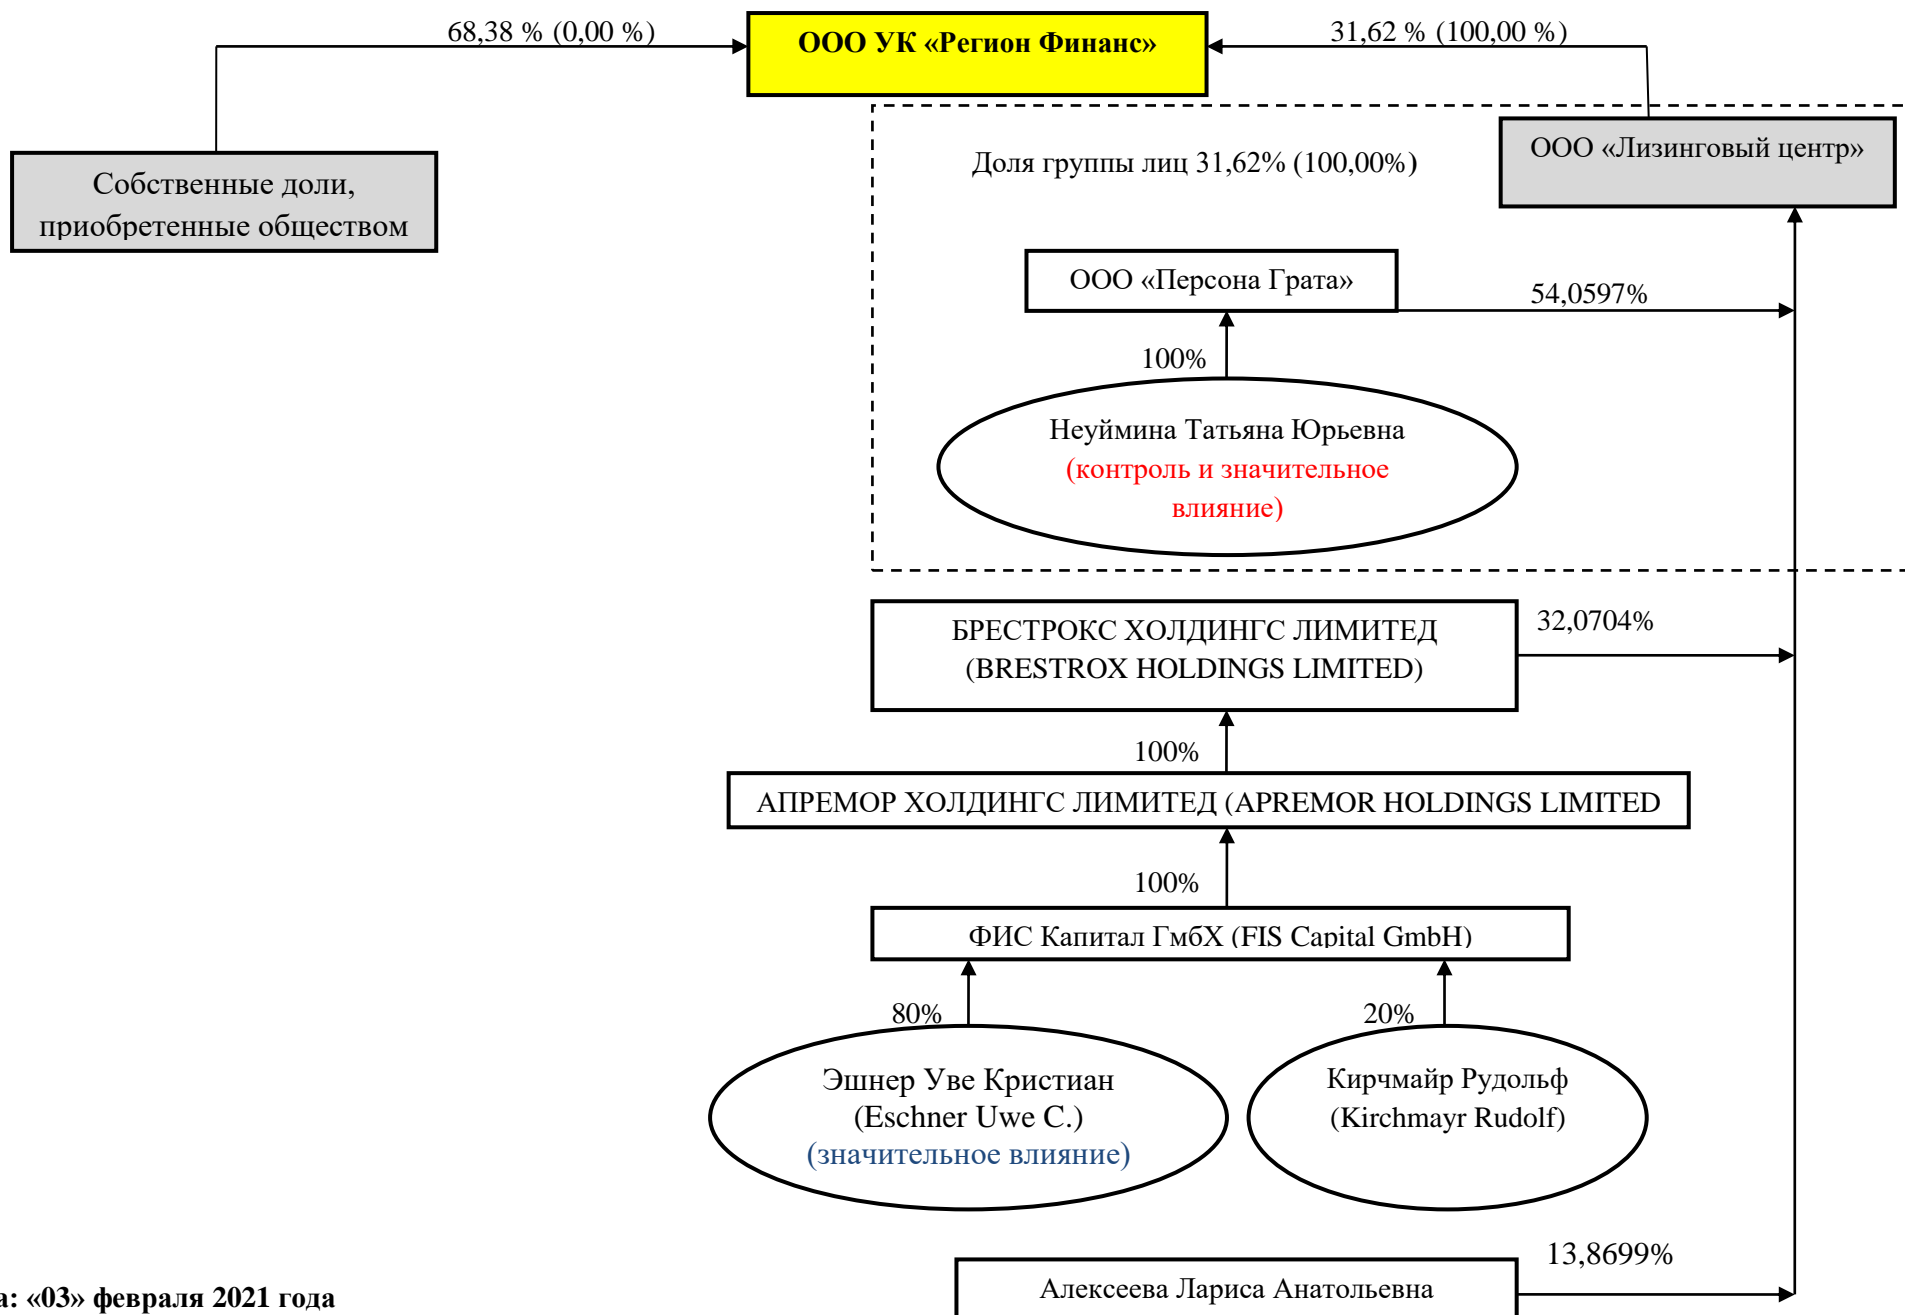 68,38 % (0,00 %)
ООО УК «Регион Финанс»
31,62 % (100,00 %)
Собственные доли,
приобретенные обществом
Доля группы лиц 31,62% (100,00%)
ООО «Лизинговый центр»
ООО «Персона Грата»
54,0597%
100%
Неуймина Татьяна Юрьевна
(контроль и значительное
влияние)
БРЕСТРОКС ХОЛДИНГС ЛИМИТЕД
(BRESTROX HOLDINGS LIMITED)
32,0704%
100%
АПРЕМОР ХОЛДИНГС ЛИМИТЕД (APREMOR HOLDINGS LIMITED
100%
ФИС Капитал ГмбХ (FIS Capital GmbH)
80%
20%
Эшнер Уве Кристиан
(Eschner Uwe C.)
(значительное влияние)
Кирчмайр Рудольф
(Kirchmayr Rudolf)
13,8699%
Алексеева Лариса Анатольевна
а: «03» февраля 2021 года